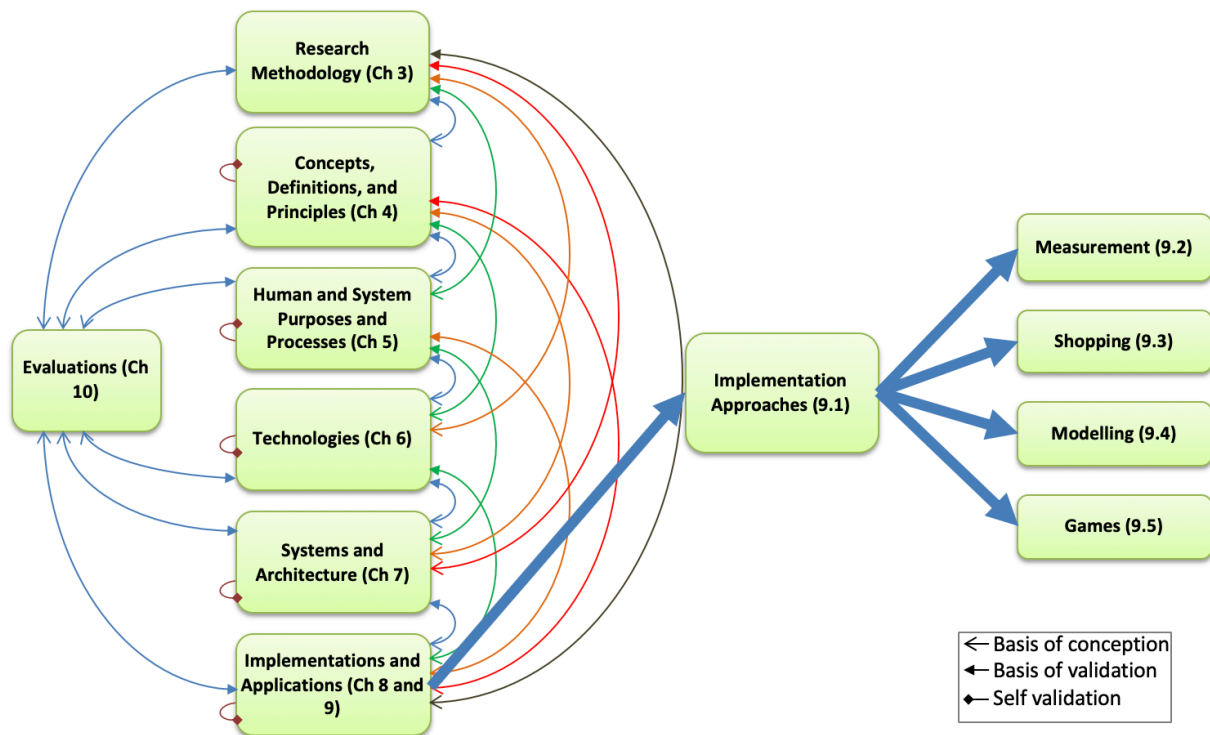 Research
Methodology (Ch 3)
Concepts,
Definitions, and
Principles (Ch 4)
Human and System
Purposes and
Processes (Ch 5)
Evaluations (Ch
10)
Technologies (Ch 6)
Systems and
Architecture (Ch 7)
Implementations and
Applications (Ch 8 and
9)
Implementation
Approaches (9.1)
Measurement (9.2)
Shopping (9.3)
Modelling (9.4)
Games (9.5)
Basis of conception
Basis of validation
Self validation